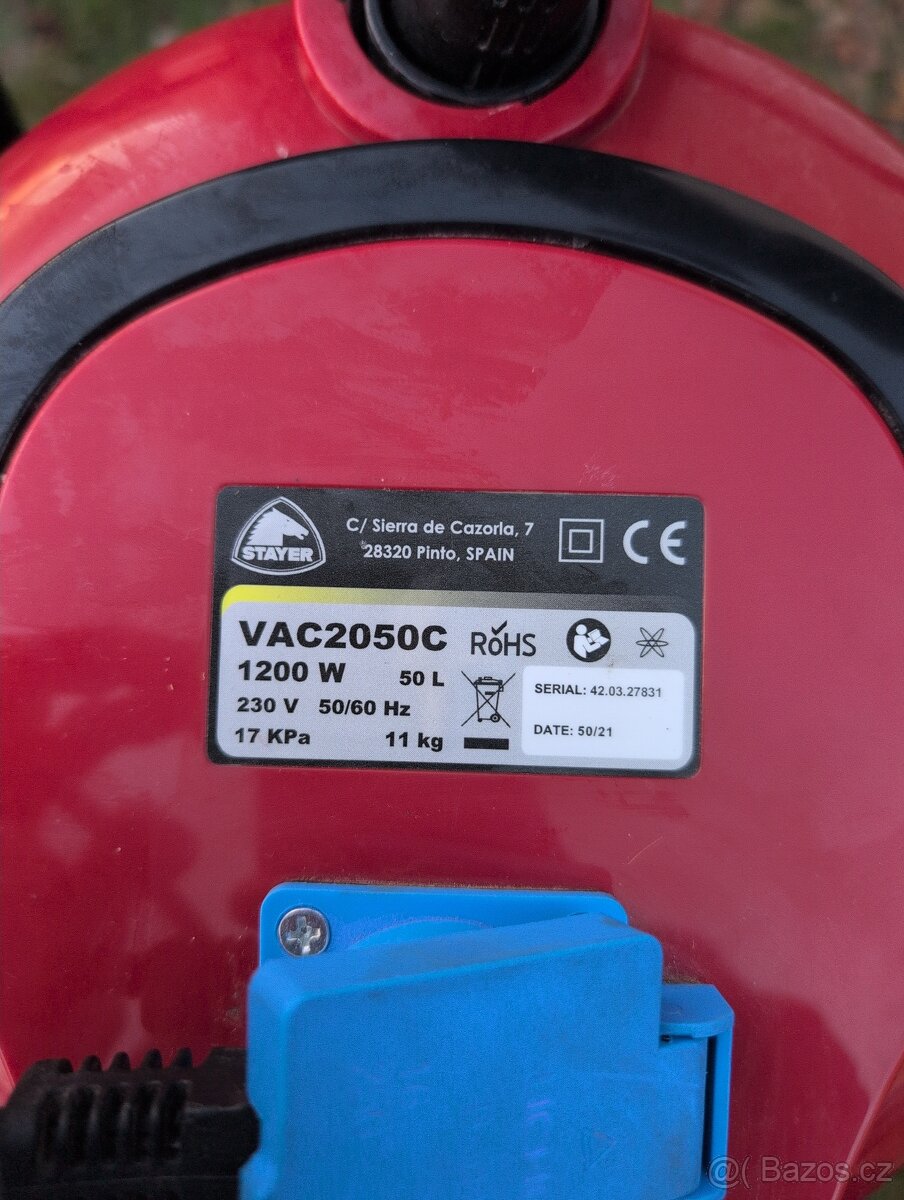 STAYER
C/ Sierra de Cazorla, 7
28320 Pinto, SPAIN
CE
VAC2050C
RoHS
1200 W 50 L
230 V 50/60 Hz
17 KPa 11 kg
SERIAL: 42.03.27831
DATE: 50/21
@( Bazos.cz